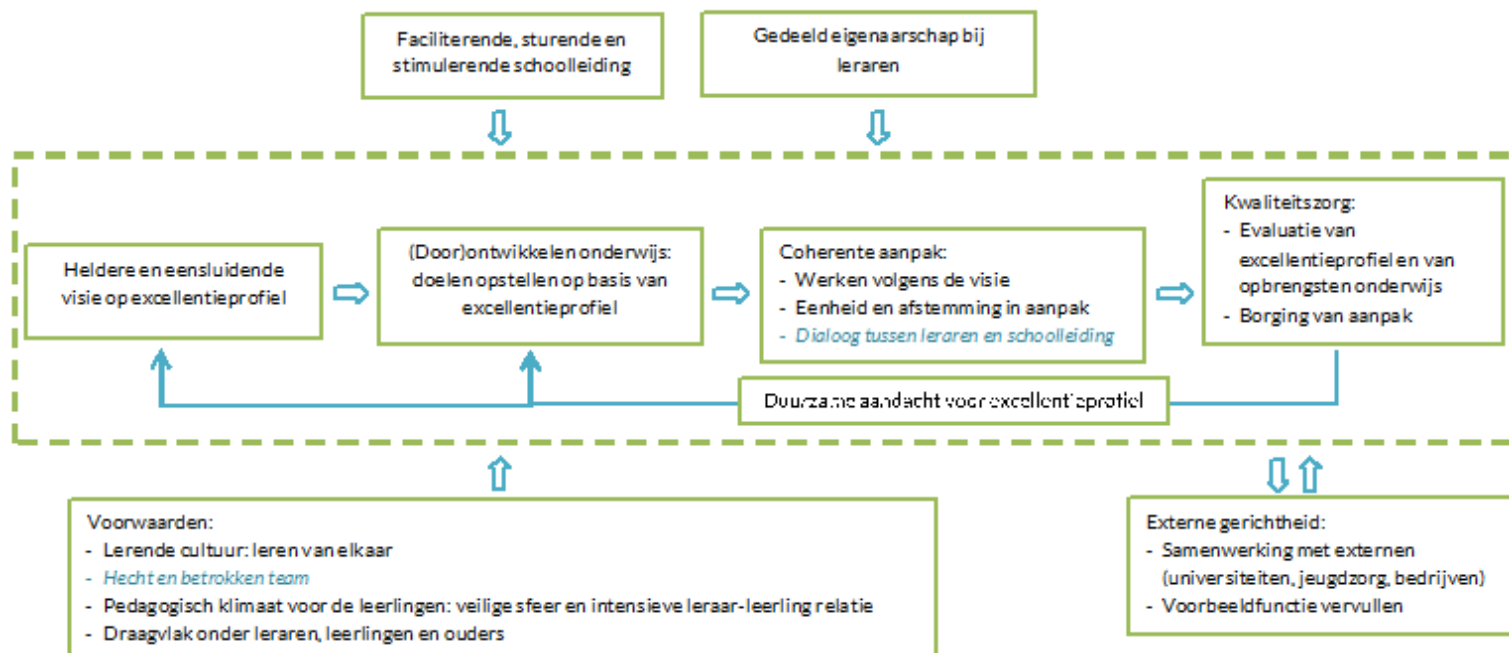 Faciliterende, sturende en
stimulerende schoolleiding
Gedeeld eigenaarschap bij
leraren
Heldere en eensluidende
visie op excellentieprofiel
(Door)ontwikkelen onderwijs:
doelen opstellen op basis van
excellentieprofiel
Coherente aanpak:
- Werken volgens de visie
- Eenheid en afstemming in aanpak
- Dialoog tussen leraren en schoolleiding
Kwaliteitszorg:
- Evaluatie van
excellentieprofiel en van
opbrengsten onderwijs
- Borging van aanpak
Duurzame aandacht voor excellentieprofiel
Voorwaarden:
- Lerende cultuur: leren van elkaar
- Hecht en betrokken team
- Pedagogisch klimaat voor de leerlingen: veilige sfeer en intensieve leraar-leerling relatie
- Draagvlak onder leraren, leerlingen en ouders
Externe gerichtheid:
- Samenwerking met externen
(universiteiten, jeugdzorg, bedrijven)
- Voorbeeldfunctie vervullen